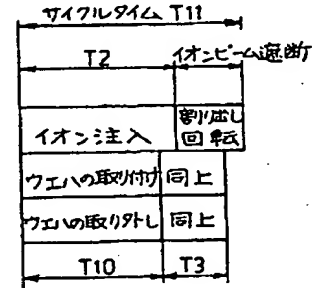 サイクルタイム T11
T2
イオンビーム遮断
イオン注入
割り出し
回転
ウエハの取り付け
同上
ウエハの取り外し
同上
T10
T3